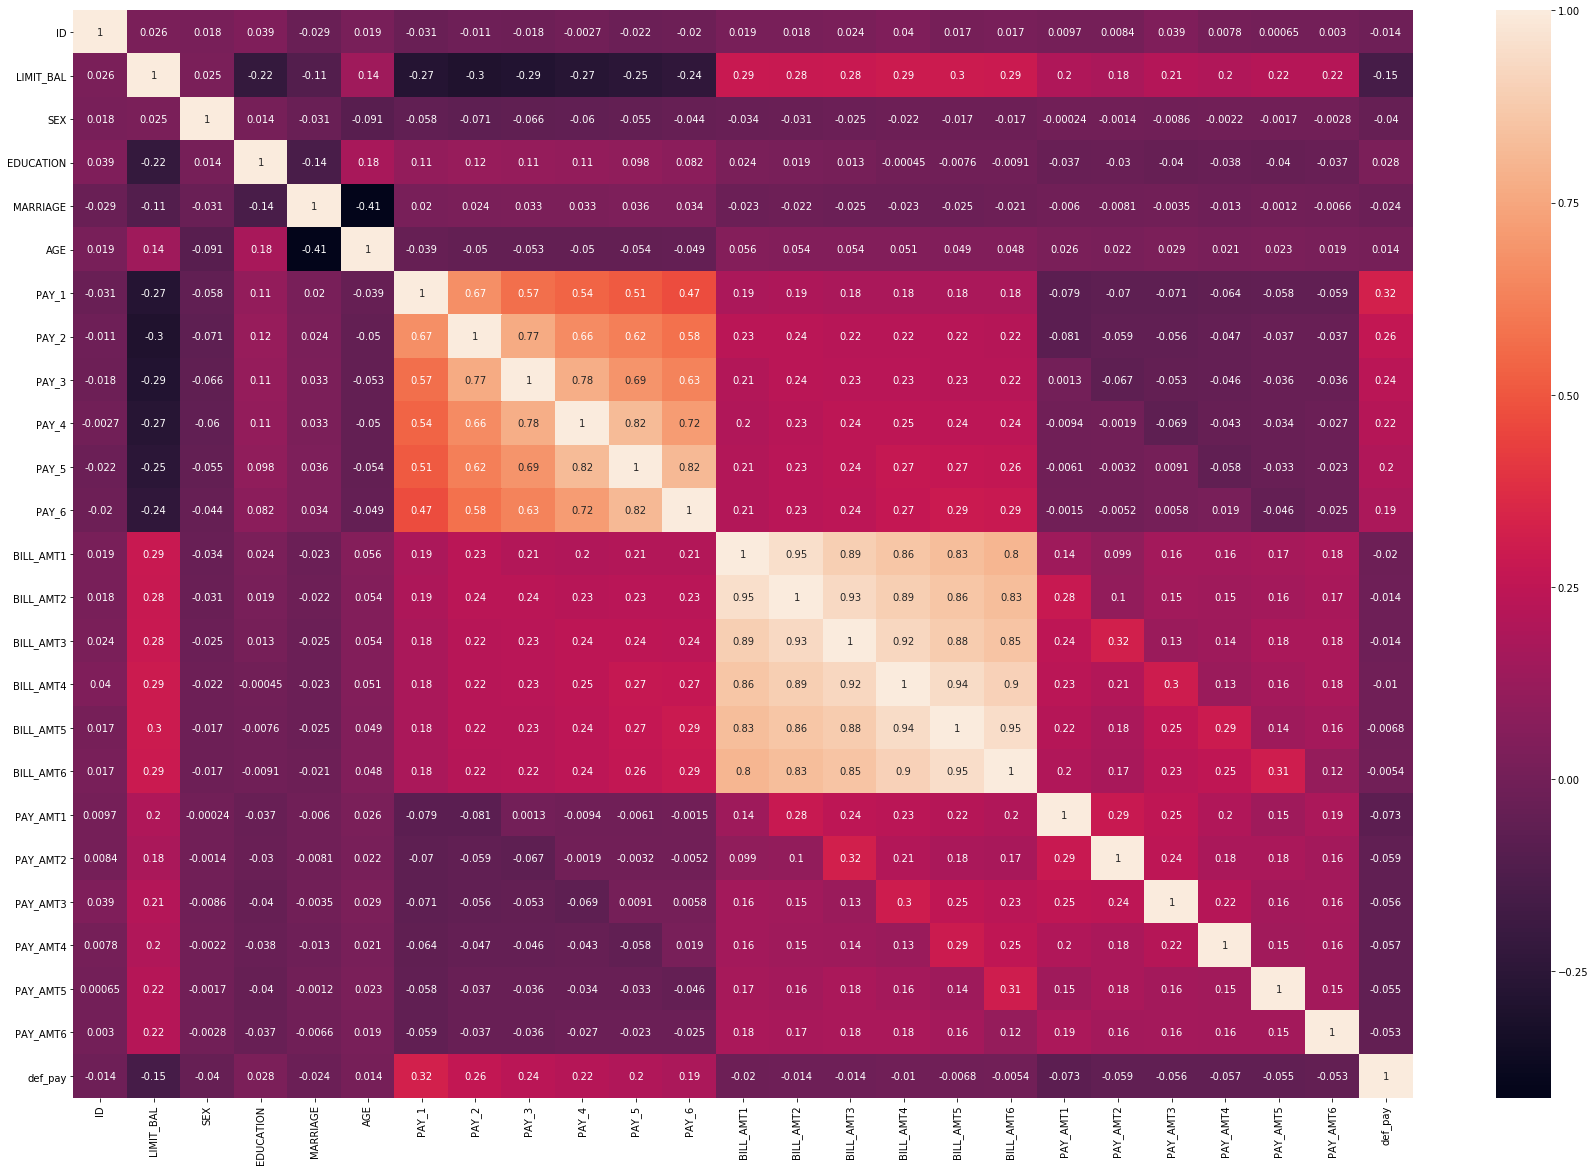 ID 1 0.026 0.018 0.039 -0.029 0.019 -0.031 -0.011 -0.018 -0.0027 -0.022 -0.02 0.019 0.018 0.024 0.04 0.017 0.017 0.0097 0.0084 0.039 0.0078 0.00065 0.003 -0.014
LIMIT_BAL 0.026 1 0.025 -0.22 -0.11 0.14 -0.27 -0.3 -0.29 -0.27 -0.25 -0.24 0.29 0.28 0.28 0.29 0.3 0.29 0.2 0.18 0.21 0.2 0.22 0.22 -0.15
SEX 0.018 0.025 1 0.014 -0.031 -0.091 -0.058 -0.071 -0.066 -0.06 -0.055 -0.044 -0.034 -0.031 -0.025 -0.022 -0.017 -0.017 -0.00024 -0.0014 -0.0086 -0.0022 -0.0017 -0.0028 -0.04
EDUCATION 0.039 -0.22 0.014 1 -0.14 0.18 0.11 0.12 0.11 0.11 0.098 0.082 0.024 0.019 0.013 -0.00045 -0.0076 -0.0091 -0.037 -0.03 -0.04 -0.038 -0.04 -0.037 0.028
MARRIAGE -0.029 -0.11 -0.031 -0.14 1 -0.41 0.02 0.024 0.033 0.033 0.036 0.034 -0.023 -0.022 -0.025 -0.023 -0.025 -0.021 -0.006 -0.0081 -0.0035 -0.013 -0.0012 -0.0066 -0.024
AGE 0.019 0.14 -0.091 0.18 -0.41 1 -0.039 -0.05 -0.053 -0.05 -0.054 -0.049 0.056 0.054 0.054 0.051 0.049 0.048 0.026 0.022 0.029 0.021 0.023 0.019 0.014
PAY_1 -0.031 -0.27 -0.058 0.11 0.02 -0.039 1 0.67 0.57 0.54 0.51 0.47 0.19 0.19 0.18 0.18 0.18 0.18 -0.079 -0.07 -0.071 -0.064 -0.058 -0.059 0.32
PAY_2 -0.011 -0.3 -0.071 0.12 0.024 -0.05 0.67 1 0.77 0.66 0.62 0.58 0.23 0.24 0.22 0.22 0.22 0.22 -0.081 -0.059 -0.056 -0.047 -0.037 -0.037 0.26
PAY_3 -0.018 -0.29 -0.066 0.11 0.033 -0.053 0.57 0.77 1 0.78 0.69 0.63 0.21 0.24 0.23 0.23 0.23 0.22 0.0013 -0.067 -0.053 -0.046 -0.036 -0.036 0.24
PAY_4 -0.0027 -0.27 -0.06 0.11 0.033 -0.05 0.54 0.66 0.78 1 0.82 0.72 0.2 0.23 0.24 0.25 0.24 0.24 -0.0094 -0.0019 -0.069 -0.043 -0.034 -0.027 0.22
PAY_5 -0.022 -0.25 -0.055 0.098 0.036 -0.054 0.51 0.62 0.69 0.82 1 0.82 0.21 0.23 0.24 0.27 0.27 0.26 -0.0061 -0.0032 0.0091 -0.058 -0.033 -0.023 0.2
PAY_6 -0.02 -0.24 -0.044 0.082 0.034 -0.049 0.47 0.58 0.63 0.72 0.82 1 0.21 0.23 0.24 0.27 0.29 0.29 -0.0015 -0.0052 0.0058 0.019 -0.046 -0.025 0.19
BILL_AMT1 0.019 0.29 -0.034 0.024 -0.023 0.056 0.19 0.23 0.21 0.2 0.21 0.21 1 0.95 0.89 0.86 0.83 0.8 0.14 0.099 0.16 0.16 0.17 0.18 -0.02
BILL_AMT2 0.018 0.28 -0.031 0.019 -0.022 0.054 0.19 0.24 0.24 0.23 0.23 0.23 0.95 1 0.93 0.89 0.86 0.83 0.28 0.1 0.15 0.15 0.16 0.17 -0.014
BILL_AMT3 0.024 0.28 -0.025 0.013 -0.025 0.054 0.18 0.22 0.23 0.24 0.24 0.24 0.89 0.93 1 0.92 0.88 0.85 0.24 0.32 0.13 0.14 0.18 0.18 -0.014
BILL_AMT4 0.04 0.29 -0.022 -0.00045 -0.023 0.051 0.18 0.22 0.23 0.25 0.27 0.27 0.86 0.89 0.92 1 0.94 0.9 0.23 0.21 0.3 0.13 0.16 0.18 -0.01
BILL_AMT5 0.017 0.3 -0.017 -0.0076 -0.025 0.049 0.18 0.22 0.23 0.24 0.27 0.29 0.83 0.86 0.88 0.94 1 0.95 0.22 0.18 0.25 0.29 0.14 0.16 -0.0068
BILL_AMT6 0.017 0.29 -0.017 -0.0091 -0.021 0.048 0.18 0.22 0.22 0.24 0.26 0.29 0.8 0.83 0.85 0.9 0.95 1 0.2 0.17 0.23 0.25 0.31 0.12 -0.0054
PAY_AMT1 0.0097 0.2 -0.00024 -0.037 -0.006 0.026 -0.079 -0.081 0.0013 -0.0094 -0.0061 -0.0015 0.14 0.28 0.24 0.23 0.22 0.2 1 0.29 0.25 0.2 0.15 0.19 -0.073
PAY_AMT2 0.0084 0.18 -0.0014 -0.03 -0.0081 0.022 -0.07 -0.059 -0.067 -0.0019 -0.0032 -0.0052 0.099 0.1 0.32 0.21 0.18 0.17 0.29 1 0.24 0.18 0.18 0.16 -0.059
PAY_AMT3 0.039 0.21 -0.0086 -0.04 -0.0035 0.029 -0.071 -0.056 -0.053 -0.069 0.0091 0.0058 0.16 0.15 0.13 0.3 0.25 0.23 0.25 0.24 1 0.22 0.16 0.16 -0.056
PAY_AMT4 0.0078 0.2 -0.0022 -0.038 -0.013 0.021 -0.064 -0.047 -0.046 -0.043 -0.058 0.019 0.16 0.15 0.14 0.13 0.29 0.25 0.2 0.18 0.22 1 0.15 0.16 -0.057
PAY_AMT5 0.00065 0.22 -0.0017 -0.04 -0.0012 0.023 -0.058 -0.037 -0.036 -0.034 -0.033 -0.046 0.17 0.16 0.18 0.16 0.14 0.31 0.15 0.18 0.16 0.15 1 0.15 -0.055
PAY_AMT6 0.003 0.22 -0.0028 -0.037 -0.0066 0.019 -0.059 -0.037 -0.036 -0.027 -0.023 -0.025 0.18 0.17 0.18 0.18 0.16 0.12 0.19 0.16 0.16 0.16 0.15 1 -0.053
def_pay -0.014 -0.15 -0.04 0.028 -0.024 0.014 0.32 0.26 0.24 0.22 0.2 0.19 -0.02 -0.014 -0.014 -0.01 -0.0068 -0.0054 -0.073 -0.059 -0.056 -0.057 -0.055 -0.053 1
ID LIMIT_BAL SEX EDUCATION MARRIAGE AGE PAY_1 PAY_2 PAY_3 PAY_4 PAY_5 PAY_6 BILL_AMT1 BILL_AMT2 BILL_AMT3 BILL_AMT4 BILL_AMT5 BILL_AMT6 PAY_AMT1 PAY_AMT2 PAY_AMT3 PAY_AMT4 PAY_AMT5 PAY_AMT6 def_pay
1.00
0.75
0.50
0.25
0.00
−0.25